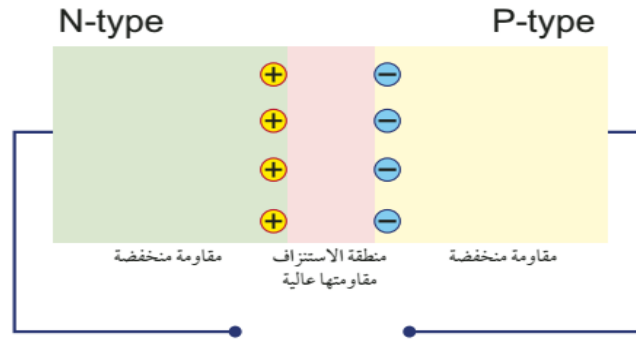 N-type
P-type
+ −
+ −
+ −
+ −
مقاومة منخفضة
منطقة الاستنزاف
مقاومتها عالية
مقاومة منخفضة